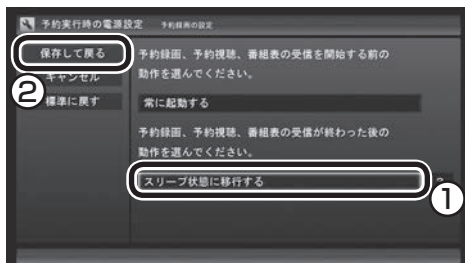 予約実行時の電源設定 予約録画の設定
保存して戻る
キャンセル
標準に戻す
②
予約録画、予約視聴、番組表の受信を開始する前の
動作を選んでください。
常に起動する
予約録画、予約視聴、番組表の受信が終わった後の
動作を選んでください。
スリープ状態に移行する
①